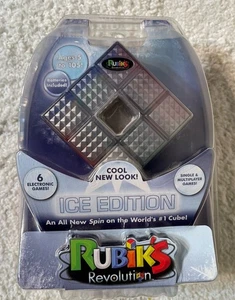 RUBIK'S
COOL
NEW LOOK!
6
ELECTRONIC
GAMES!
SINGLE &
MULTIPLAYER
GAMES!
ICE EDITION
An All New Spin on the World's #1 Cube!
RUBIK'S
Revolution